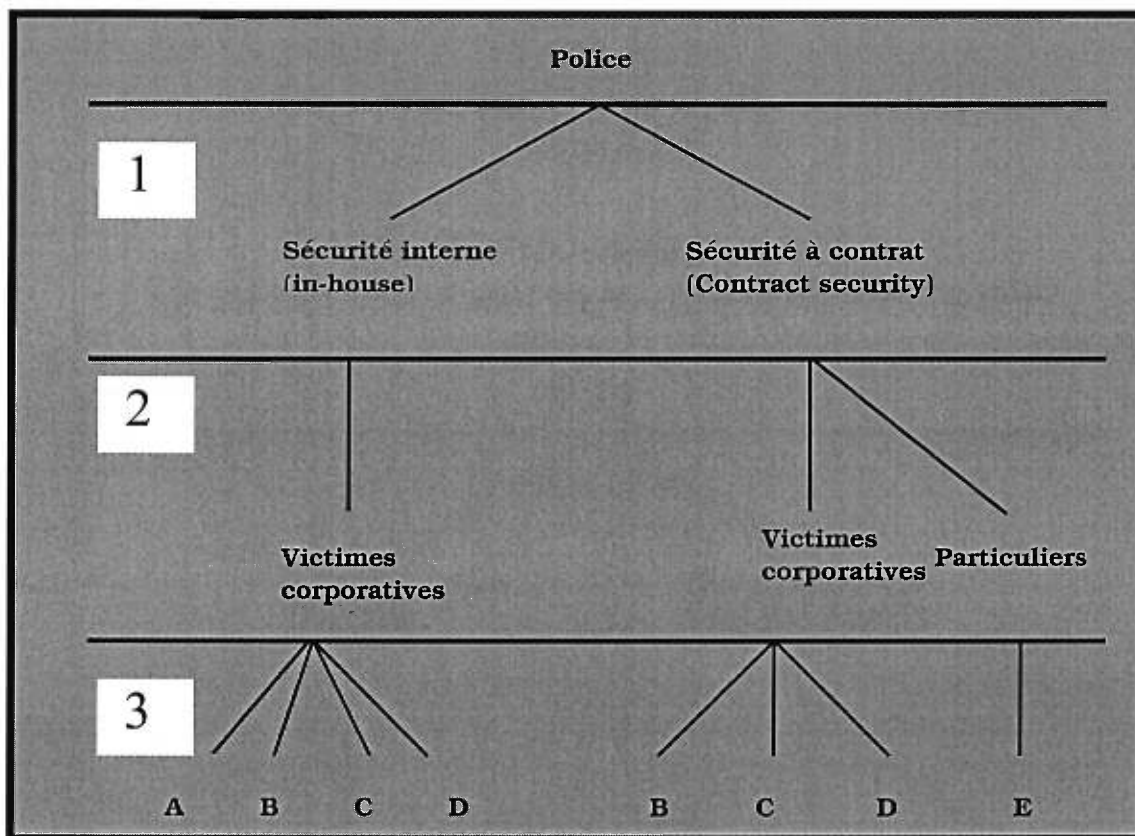 Police
1
Sécurité interne
(in-house)
Sécurité à contrat
(Contract security)
2
Victimes
corporatives
Victimes
corporatives
Particuliers
3
A B C D B C D E